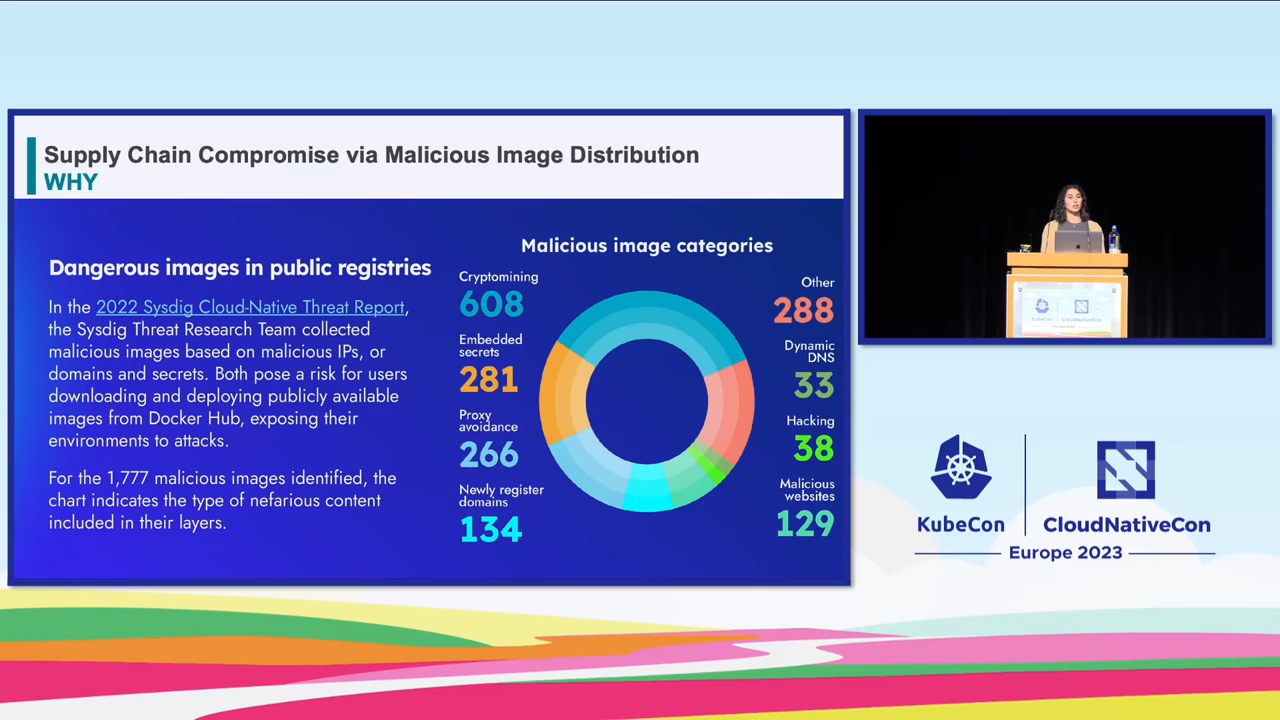 Supply Chain Compromise via Malicious Image Distribution
WHY
Dangerous images in public registries
In the 2022 Sysdig Cloud-Native Threat Report,
the Sysdig Threat Research Team collected
malicious images based on malicious IPs, or
domains and secrets. Both pose a risk for users
downloading and deploying publicly available
images from Docker Hub, exposing their
environments to attacks.
For the 1,777 malicious images identified, the
chart indicates the type of nefarious content
included in their layers.
Malicious image categories
Cryptomining
608
Embedded
secrets
281
Proxy
avoidance
266
Newly register
domains
134
Other
288
Dynamic
DNS
33
Hacking
38
Malicious
websites
129
KubeCon
CloudNativeCon
Europe 2023
KubeCon
CloudNativeCon
Europe 2023